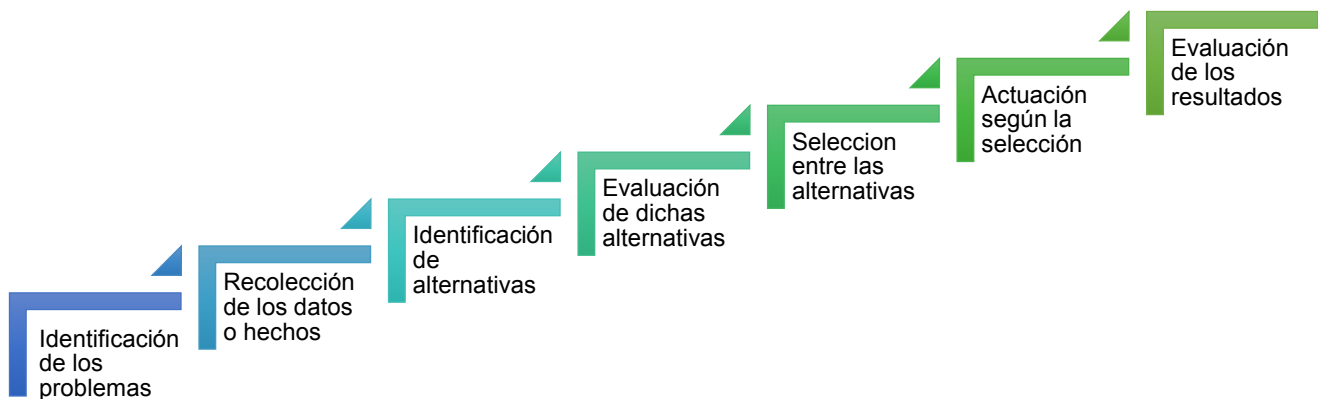 Identificación
de los
problemas
Recolección
de los datos
o hechos
Identificación
de
alternativas
Evaluación
de dichas
alternativas
Seleccion
entre las
alternativas
Actuación
según la
selección
Evaluación
de los
resultados